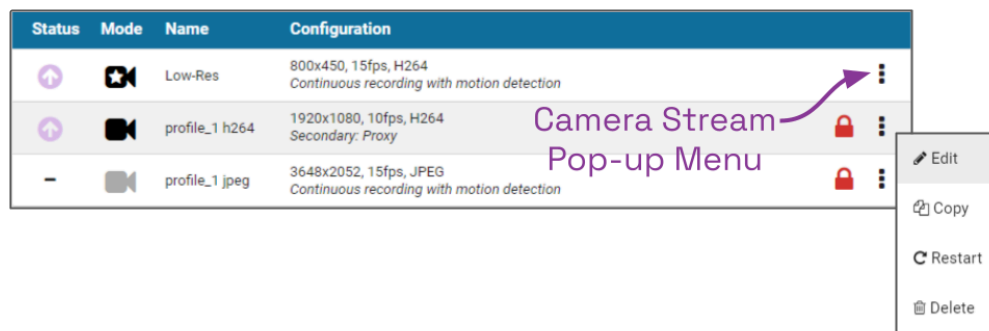 Status Mode Name Configuration
Low-Res
800x450, 15fps, H264
Continuous recording with motion detection
profile_1 h264
1920x1080, 10fps, H264
Secondary: Proxy
profile_1 jpeg
3648x2052, 15fps, JPEG
Continuous recording with motion detection
Camera Stream
Pop-up Menu
Edit
Copy
Restart
Delete